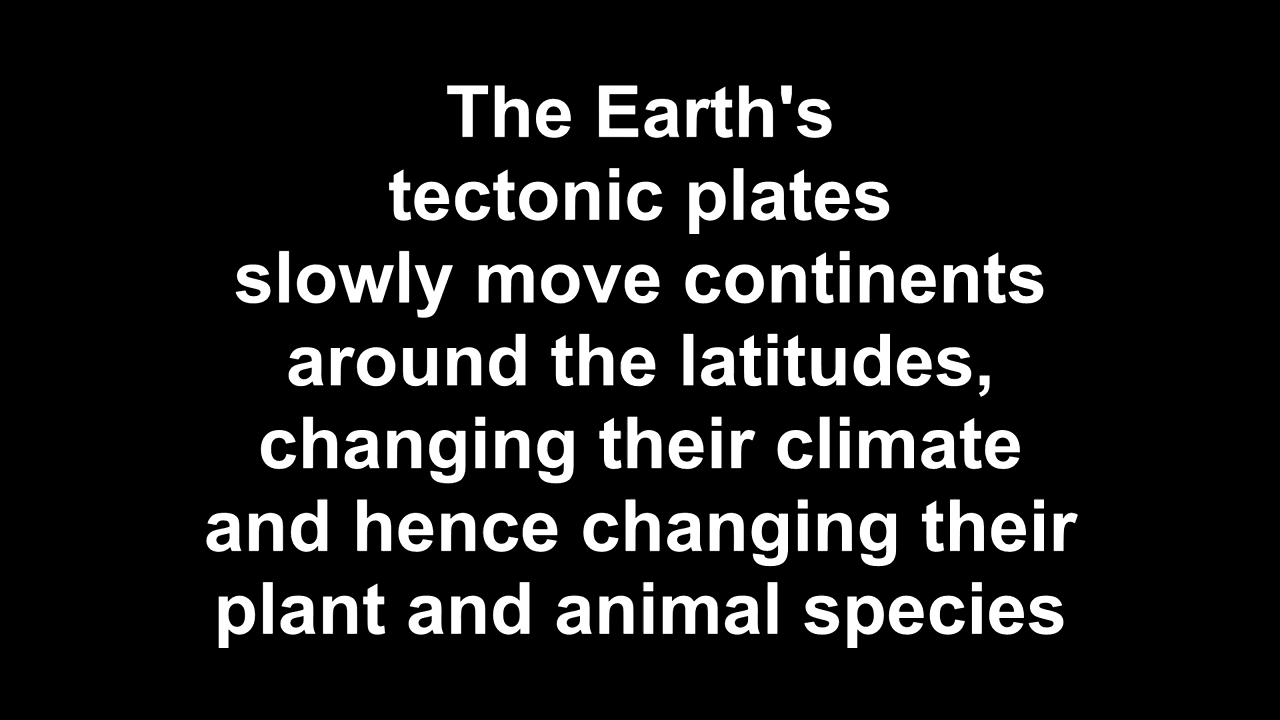 The Earth's
tectonic plates
slowly move continents
around the latitudes,
changing their climate
and hence changing their
plant and animal species